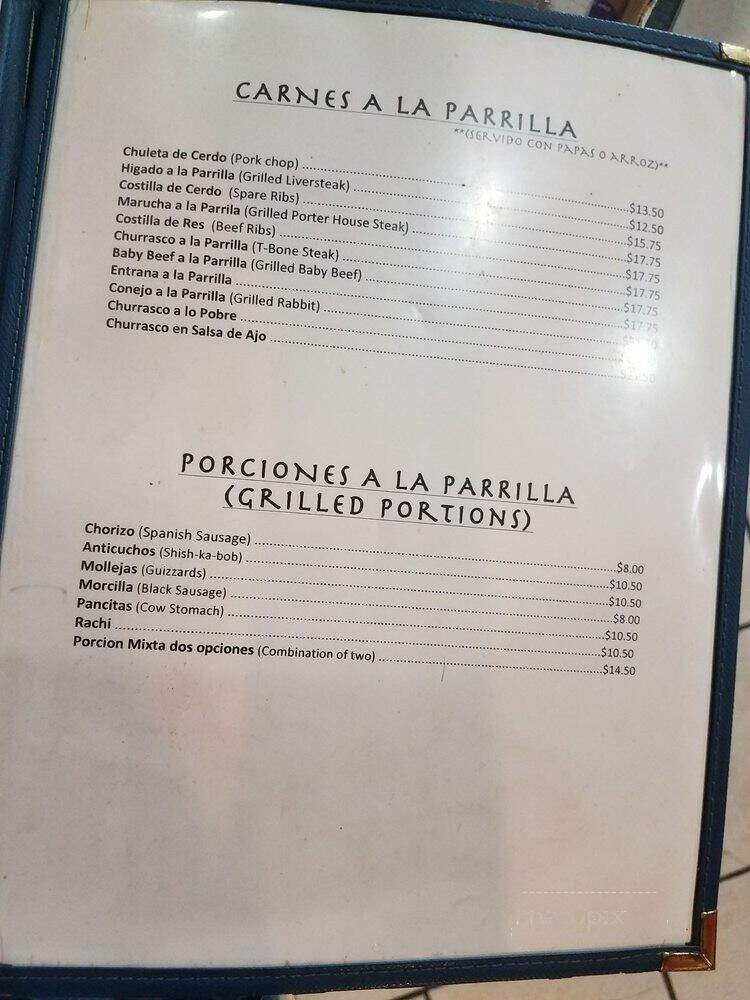 CARNES A LA PARRILLA
**(SERVIDO CON PAPAS O ARROZ)**
Chuleta de Cerdo (Pork chop) $13.50
Higado a la Parrilla (Grilled Liversteak) $12.50
Costilla de Cerdo (Spare Ribs) $15.75
Marucha a la Parrila (Grilled Porter House Steak) $17.75
Costilla de Res (Beef Ribs) $17.75
Churrasco a la Parrilla (T-Bone Steak) $17.75
Baby Beef a la Parrilla (Grilled Baby Beef) $17.75
Entrana a la Parrilla $17.75
Conejo a la Parrilla (Grilled Rabbit)
Churrasco a lo Pobre
Churrasco en Salsa de Ajo
PORCIONES A LA PARRILLA
(GRILLED PORTIONS)
Chorizo (Spanish Sausage) $8.00
Anticuchos (Shish-ka-bob) $10.50
Mollejas (Guizzards) $10.50
Morcilla (Black Sausage) $8.00
Pancitas (Cow Stomach) $10.50
Rachi $10.50
Porcion Mixta dos opciones (Combination of two) $14.50